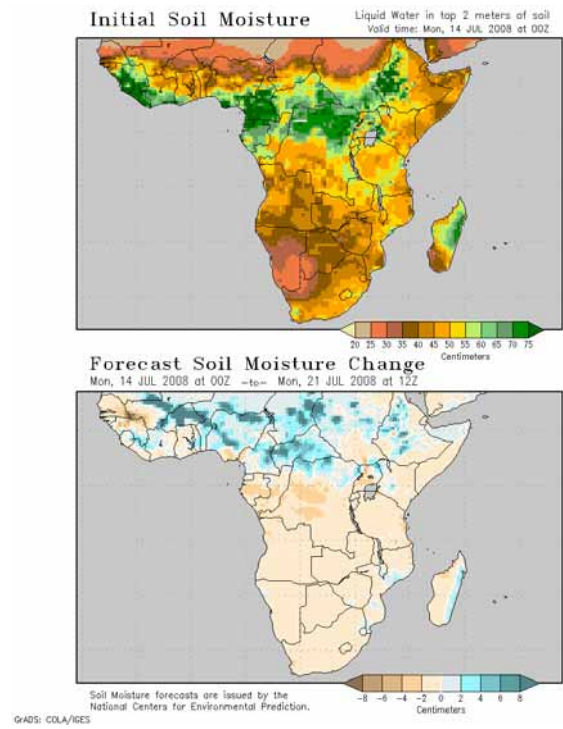 Initial Soil Moisture
Liquid Water in top 2 meters of soil
Valid time: Mon, 14 JUL 2008 at 00Z
20 25 30 35 40 45 50 55 60 65 70 75
Centimeters
Forecast Soil Moisture Change
Mon, 14 JUL 2008 at 00Z -to- Mon, 21 JUL 2008 at 12Z
-8 -6 -4 -2 0 2 4 6 8
Centimeters
Soil Moisture forecasts are issued by the
National Centers for Environmental Prediction.
GrADS: COLA/IGES